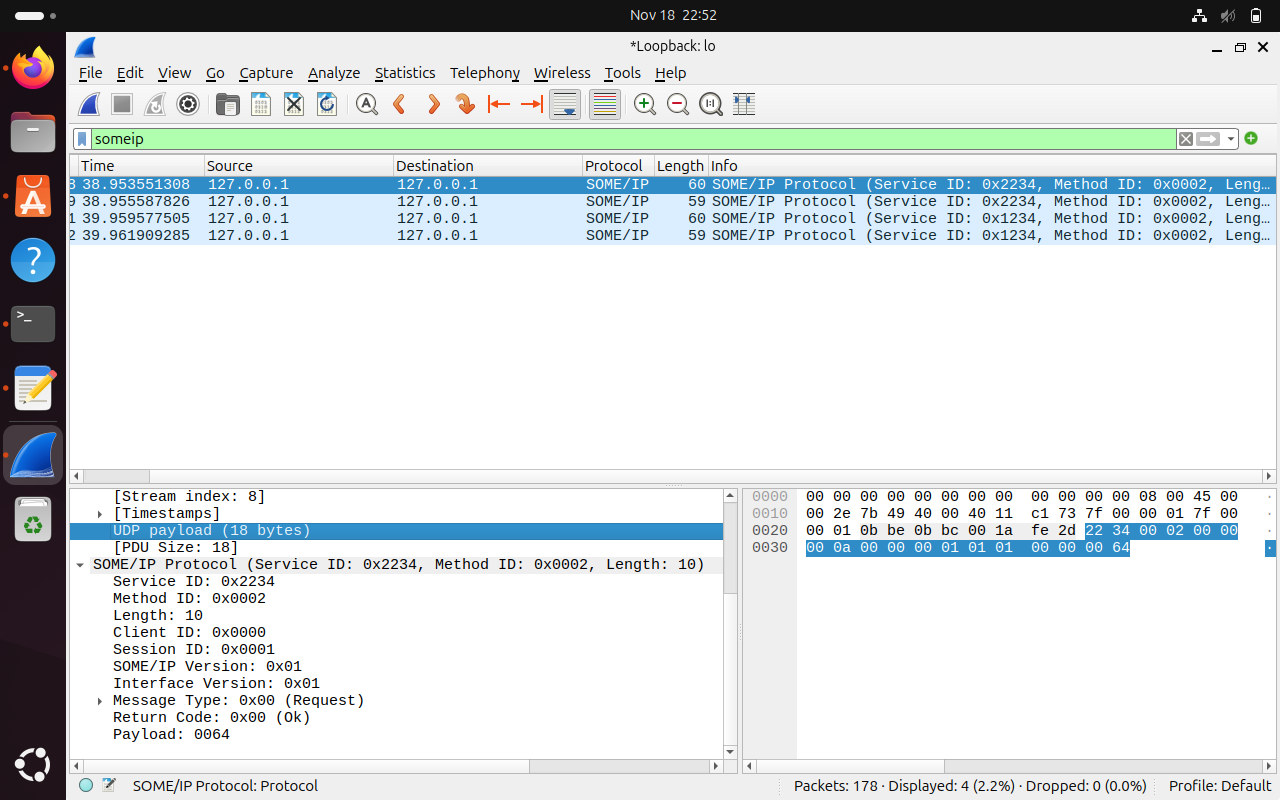 Nov 18 22:52
*Loopback: lo
File Edit View Go Capture Analyze Statistics Telephony Wireless Tools Help
someip
Time Source Destination Protocol Length Info
8 38.953551308 127.0.0.1 127.0.0.1 SOME/IP 60 SOME/IP Protocol (Service ID: 0x2234, Method ID: 0x0002, Leng…
9 38.955587826 127.0.0.1 127.0.0.1 SOME/IP 59 SOME/IP Protocol (Service ID: 0x2234, Method ID: 0x0002, Leng…
1 39.959577505 127.0.0.1 127.0.0.1 SOME/IP 60 SOME/IP Protocol (Service ID: 0x1234, Method ID: 0x0002, Leng…
2 39.961909285 127.0.0.1 127.0.0.1 SOME/IP 59 SOME/IP Protocol (Service ID: 0x1234, Method ID: 0x0002, Leng…
[Stream index: 8]
[Timestamps]
UDP payload (18 bytes)
[PDU Size: 18]
SOME/IP Protocol (Service ID: 0x2234, Method ID: 0x0002, Length: 10)
Service ID: 0x2234
Method ID: 0x0002
Length: 10
Client ID: 0x0000
Session ID: 0x0001
SOME/IP Version: 0x01
Interface Version: 0x01
Message Type: 0x00 (Request)
Return Code: 0x00 (Ok)
Payload: 0064
0000 00 00 00 00 00 00 00 00 00 00 00 00 08 00 45 00 ·
0010 00 2e 7b 49 40 00 40 11 c1 73 7f 00 00 01 7f 00 ·
0020 00 01 0b be 0b bc 00 1a fe 2d 22 34 00 02 00 00 ·
0030 00 0a 00 00 00 01 01 01 00 00 00 64 ·
SOME/IP Protocol: Protocol
Packets: 178 · Displayed: 4 (2.2%) · Dropped: 0 (0.0%)
Profile: Default